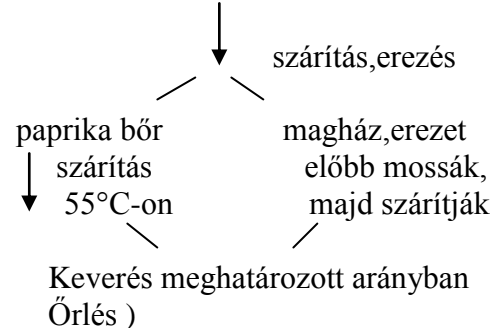 szárítás,erezés
paprika bőr
szárítás
55°C-on
magház,erezet
előbb mossák,
majd szárítják
Keverés meghatározott arányban
Őrlés )